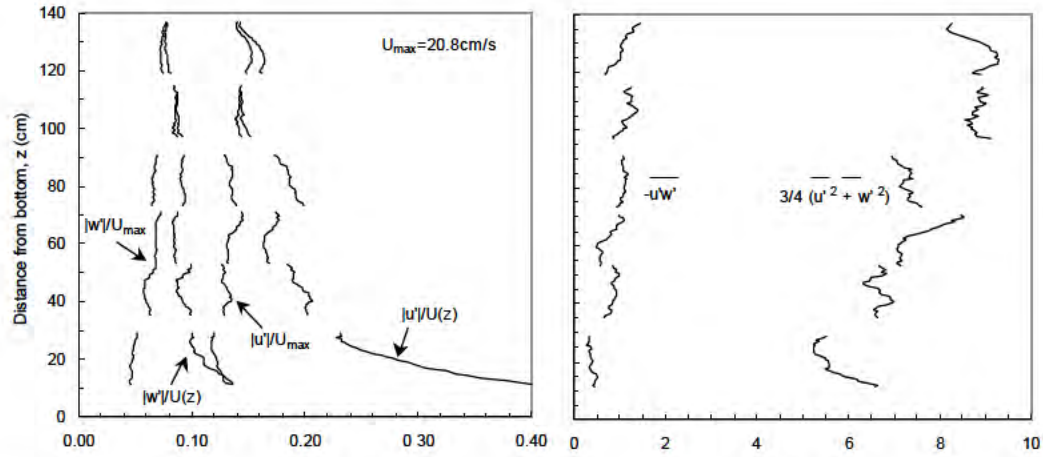 140
120
100
80
60
40
20
0
Distance from bottom, z (cm)
Umax=20.8cm/s
|w'|/Umax
|u'|/U(z)
|u'|/Umax
|w'|/U(z)
0.00 0.10 0.20 0.30 0.40
-u'w'
3/4 (u' 2 + w' 2)
0 2 4 6 8 10